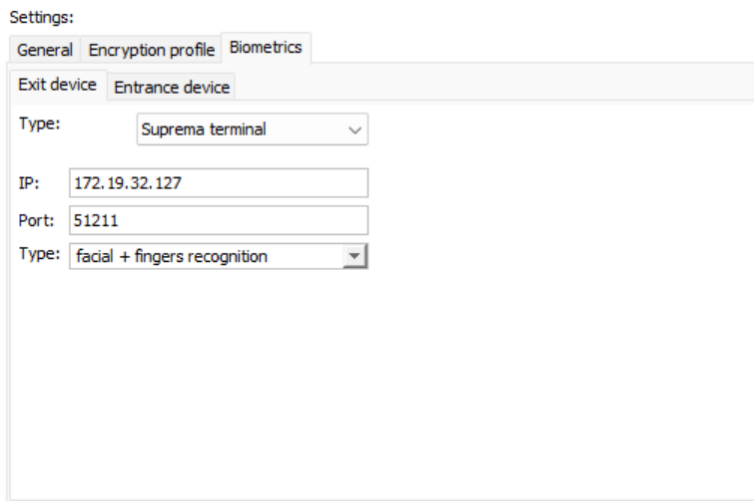 Settings:
General Encryption profile Biometrics
Exit device Entrance device
Type: Suprema terminal
IP: 172.19.32.127
Port: 51211
Type: facial + fingers recognition